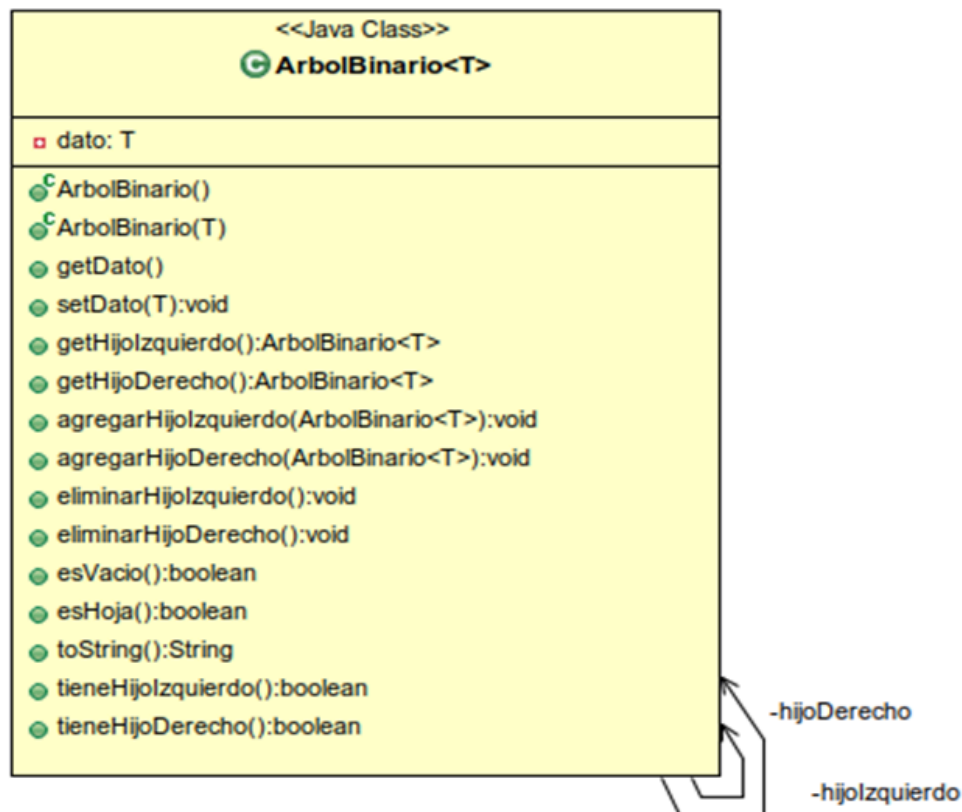 <<Java Class>>
ArbolBinario<T>
dato: T
ArbolBinario()
ArbolBinario(T)
getDato()
setDato(T):void
getHijoIzquierdo():ArbolBinario<T>
getHijoDerecho():ArbolBinario<T>
agregarHijoIzquierdo(ArbolBinario<T>):void
agregarHijoDerecho(ArbolBinario<T>):void
eliminarHijoIzquierdo():void
eliminarHijoDerecho():void
esVacio():boolean
esHoja():boolean
toString():String
tieneHijoIzquierdo():boolean
tieneHijoDerecho():boolean
-hijoDerecho
-hijoIzquierdo